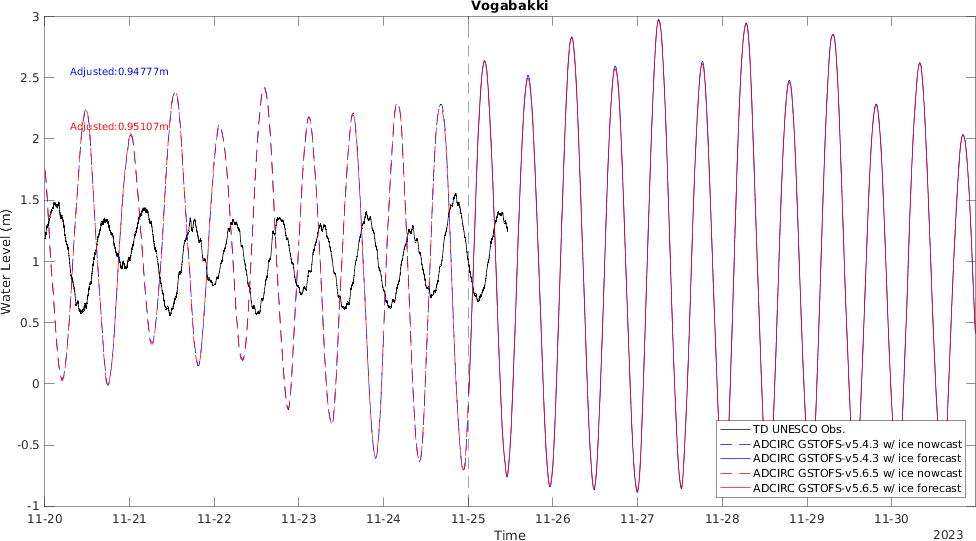 Vogabakki
3
2.5
2
1.5
1
0.5
0
-0.5
-1
Water Level (m)
Adjusted:0.94777m
Adjusted:0.95107m
TD UNESCO Obs.
ADCIRC GSTOFS-v5.4.3 w/ ice nowcast
ADCIRC GSTOFS-v5.4.3 w/ ice forecast
ADCIRC GSTOFS-v5.6.5 w/ ice nowcast
ADCIRC GSTOFS-v5.6.5 w/ ice forecast
11-20 11-21 11-22 11-23 11-24 11-25 11-26 11-27 11-28 11-29 11-30
Time
2023